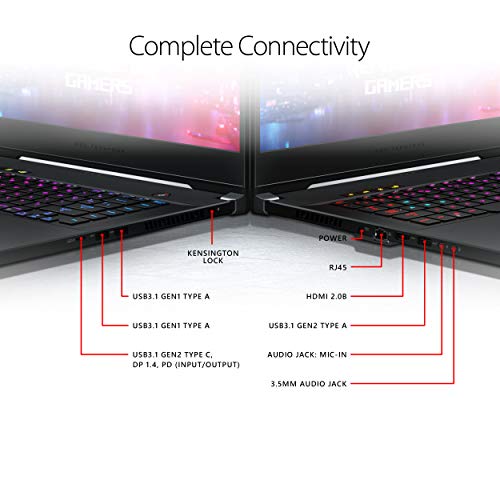 Complete Connectivity
GAMERS
GAMERS
KENSINGTON
LOCK
POWER
RJ45
USB3.1 GEN1 TYPE A
HDMI 2.0B
USB3.1 GEN1 TYPE A
USB3.1 GEN2 TYPE A
USB3.1 GEN2 TYPE C,
DP 1.4, PD (INPUT/OUTPUT)
AUDIO JACK: MIC-IN
3.5MM AUDIO JACK